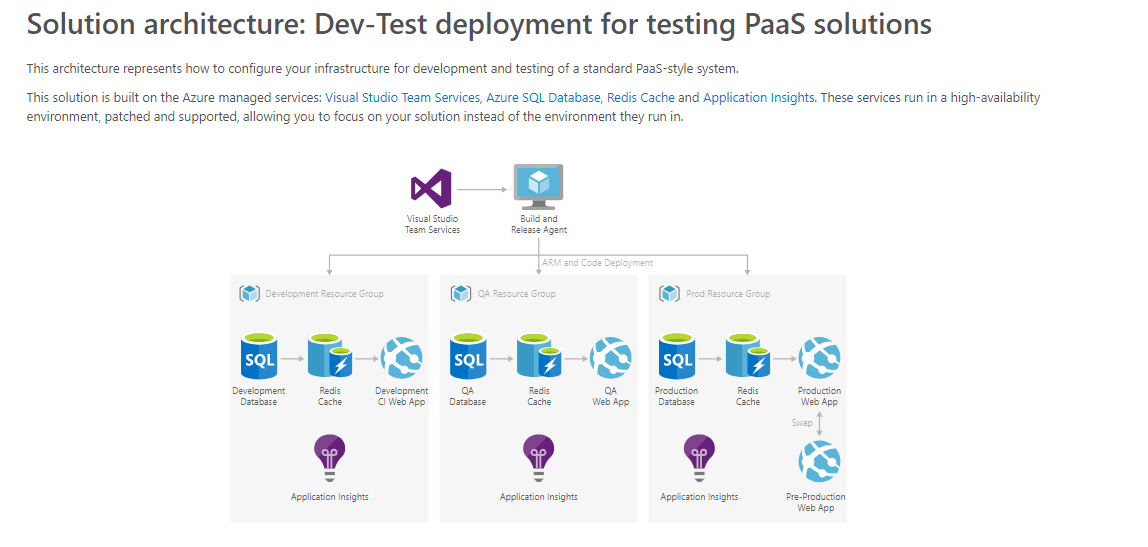 Solution architecture: Dev-Test deployment for testing PaaS solutions
This architecture represents how to configure your infrastructure for development and testing of a standard PaaS-style system.
This solution is built on the Azure managed services: Visual Studio Team Services, Azure SQL Database, Redis Cache and Application Insights. These services run in a high-availability
environment, patched and supported, allowing you to focus on your solution instead of the environment they run in.
Visual Studio
Team Services
Build and
Release Agent
ARM and Code Deployment
Development Resource Group
SQL
Development
Database
Redis
Cache
Development
CI Web App
Application Insights
QA Resource Group
SQL
QA
Database
Redis
Cache
QA
Web App
Application Insights
Prod Resource Group
SQL
Production
Database
Redis
Cache
Production
Web App
Swap
Application Insights
Pre-Production
Web App